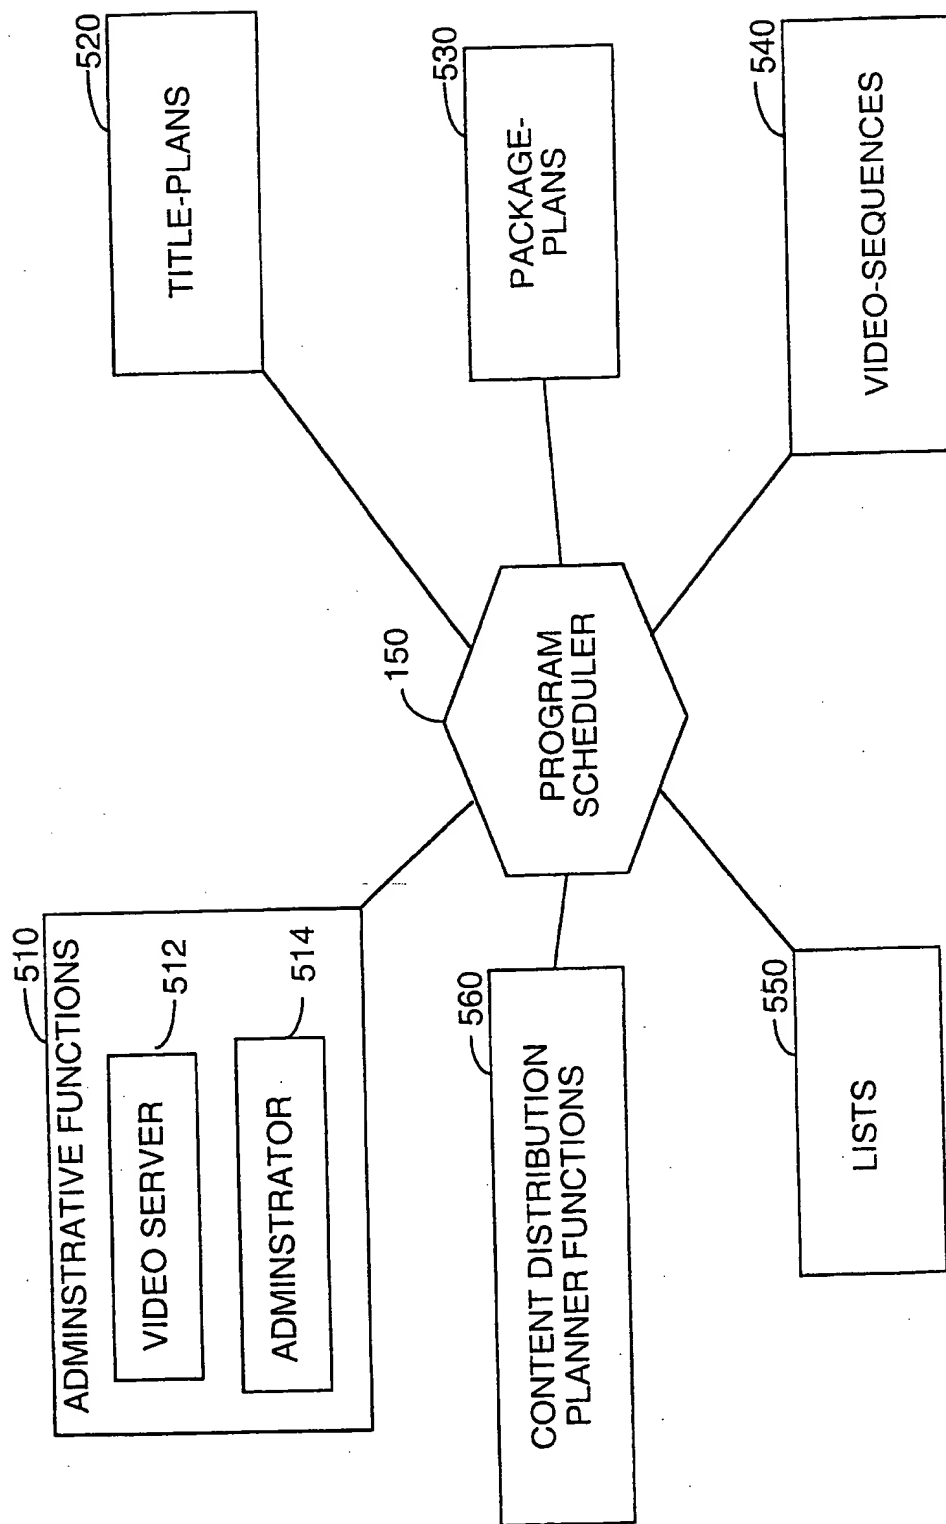 510
ADMINSTRATIVE FUNCTIONS
VIDEO SERVER
512
ADMINSTRATOR
514
520
TITLE-PLANS
150
PROGRAM
SCHEDULER
560
CONTENT DISTRIBUTION
PLANNER FUNCTIONS
530
PACKAGE-
PLANS
550
LISTS
540
VIDEO-SEQUENCES